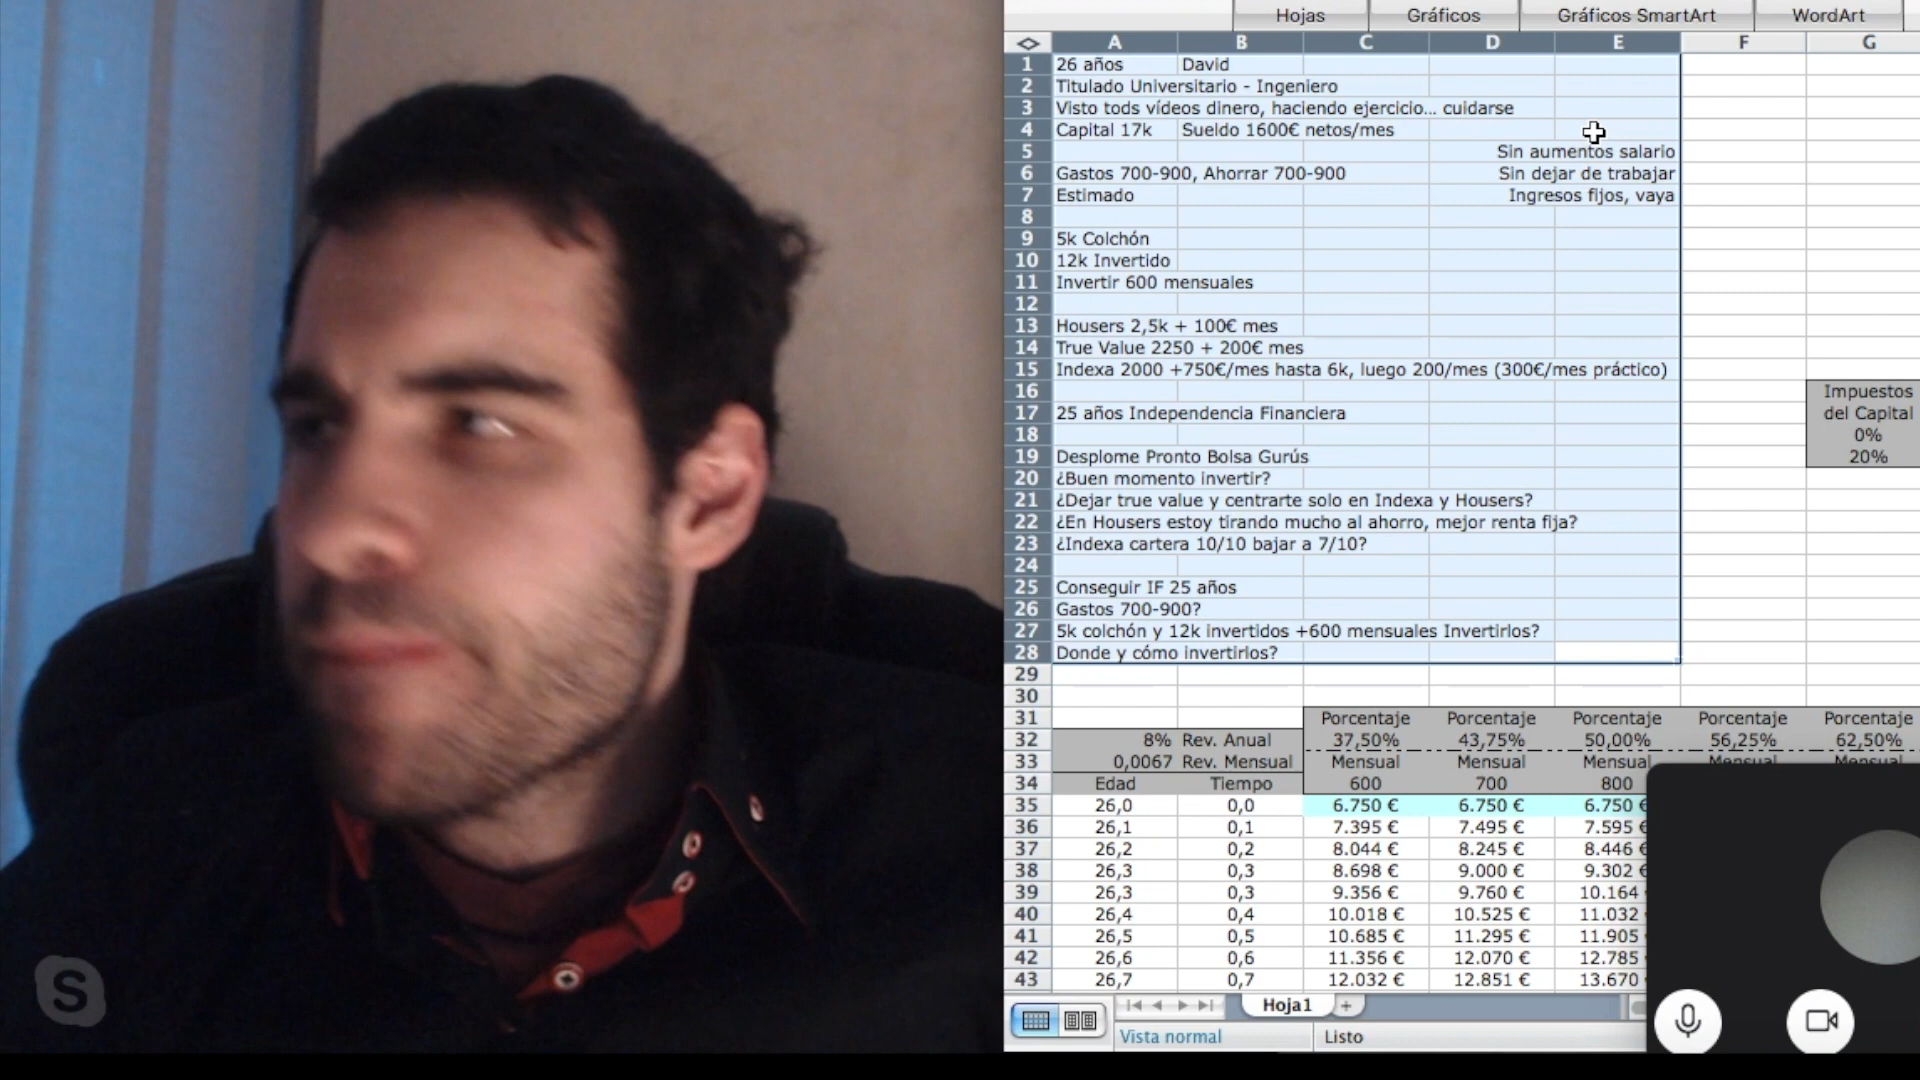 Hojas Gráficos Gráficos SmartArt WordArt
A B C D E F G
1 26 años David
2 Titulado Universitario - Ingeniero
3 Visto tods vídeos dinero, haciendo ejercicio... cuidarse
4 Capital 17k Sueldo 1600€ netos/mes
5 Sin aumentos salario
6 Gastos 700-900, Ahorrar 700-900 Sin dejar de trabajar
7 Estimado Ingresos fijos, vaya
8
9 5k Colchón
10 12k Invertido
11 Invertir 600 mensuales
12
13 Housers 2,5k + 100€ mes
14 True Value 2250 + 200€ mes
15 Indexa 2000 +750€/mes hasta 6k, luego 200/mes (300€/mes práctico)
16 Impuestos
17 25 años Independencia Financiera del Capital
18 0%
19 Desplome Pronto Bolsa Gurús 20%
20 ¿Buen momento invertir?
21 ¿Dejar true value y centrarte solo en Indexa y Housers?
22 ¿En Housers estoy tirando mucho al ahorro, mejor renta fija?
23 ¿Indexa cartera 10/10 bajar a 7/10?
24
25 Conseguir IF 25 años
26 Gastos 700-900?
27 5k colchón y 12k invertidos +600 mensuales Invertirlos?
28 Donde y cómo invertirlos?
29
30
31 Porcentaje Porcentaje Porcentaje Porcentaje Porcentaje
32 8% Rev. Anual 37,50% 43,75% 50,00% 56,25% 62,50%
33 0,0067 Rev. Mensual Mensual Mensual Mensual Mensual Mensual
34 Edad Tiempo 600 700 800
35 26,0 0,0 6.750 € 6.750 € 6.750 €
36 26,1 0,1 7.395 € 7.495 € 7.595 €
37 26,2 0,2 8.044 € 8.245 € 8.446 €
38 26,3 0,3 8.698 € 9.000 € 9.302 €
39 26,3 0,3 9.356 € 9.760 € 10.164
40 26,4 0,4 10.018 € 10.525 € 11.032
41 26,5 0,5 10.685 € 11.295 € 11.905
42 26,6 0,6 11.356 € 12.070 € 12.785
43 26,7 0,7 12.032 € 12.851 € 13.670
Hoja1
Vista normal Listo
S